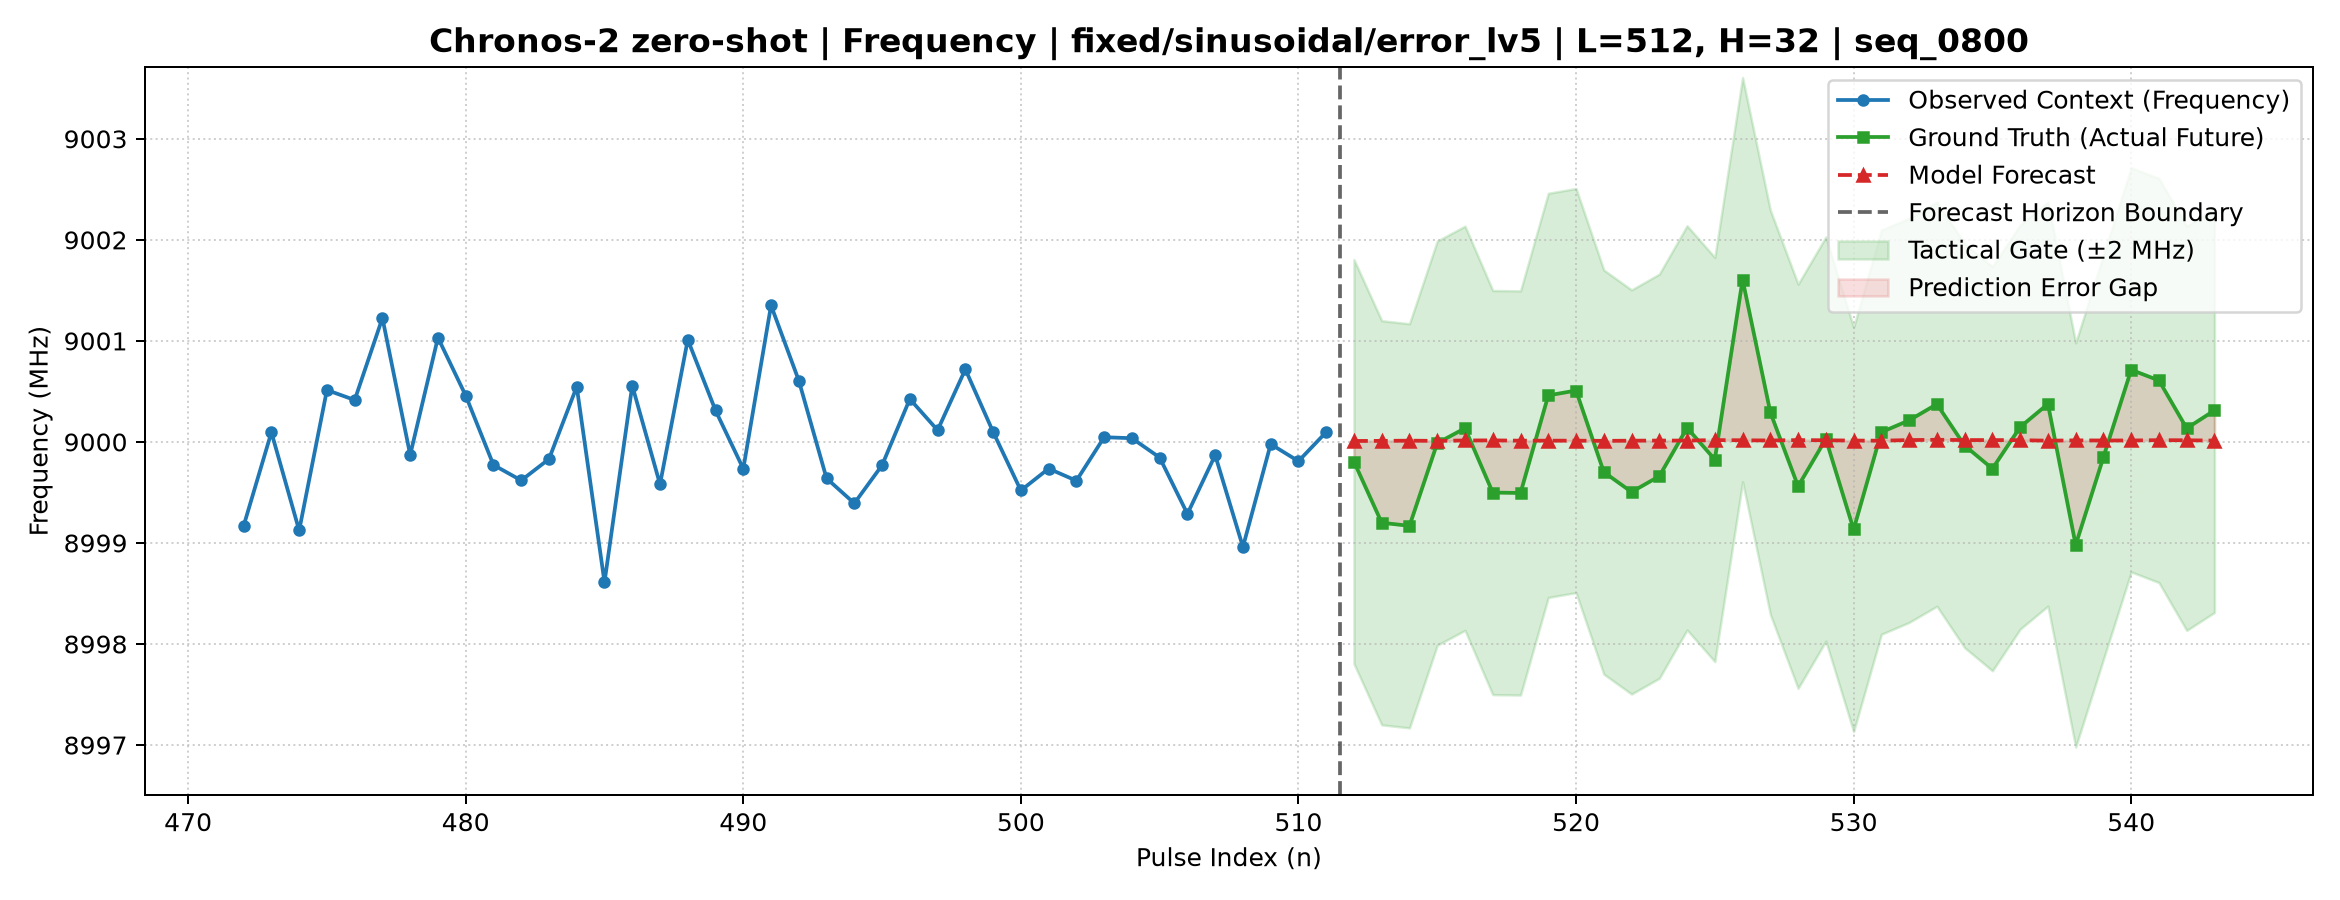 Chronos-2 zero-shot | Frequency | fixed/sinusoidal/error_lv5 | L=512, H=32 | seq_0800
Observed Context (Frequency)
Ground Truth (Actual Future)
Model Forecast
Forecast Horizon Boundary
Tactical Gate (±2 MHz)
Prediction Error Gap
Frequency (MHz)
9003
9002
9001
9000
8999
8998
8997
470 480 490 500 510 520 530 540
Pulse Index (n)